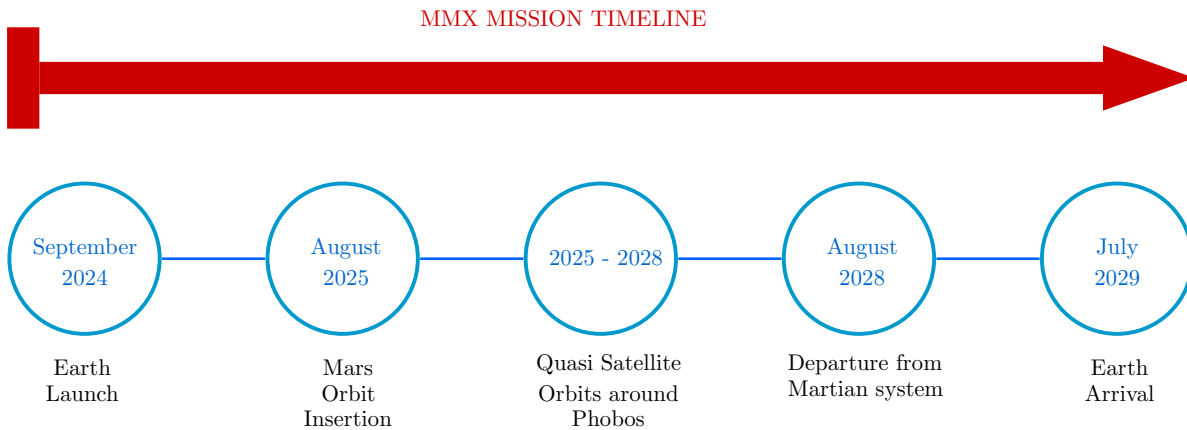 MMX MISSION TIMELINE
September
2024
August
2025
2025 - 2028
August
2028
July
2029
Earth
Launch
Mars
Orbit
Insertion
Quasi Satellite
Orbits around
Phobos
Departure from
Martian system
Earth
Arrival